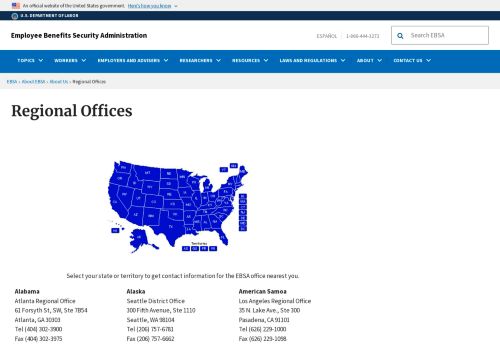 An official website of the United States government. Here's how you know
U.S. DEPARTMENT OF LABOR
Employee Benefits Security Administration
ESPAÑOL | 1-866-444-3272
Search EBSA
TOPICS
WORKERS
EMPLOYERS AND ADVISERS
RESEARCHERS
RESOURCES
LAWS AND REGULATIONS
ABOUT
CONTACT US
EBSA › About EBSA › About Us › Regional Offices
Regional Offices
Territories
Select your state or territory to get contact information for the EBSA office nearest you.
Alabama
Atlanta Regional Office
61 Forsyth St, SW, Ste 7B54
Atlanta, GA 30303
Tel (404) 302-3900
Fax (404) 302-3975
Alaska
Seattle District Office
300 Fifth Avenue, Ste 1110
Seattle, WA 98104
Tel (206) 757-6781
Fax (206) 757-6662
American Samoa
Los Angeles Regional Office
35 N. Lake Ave., Ste 300
Pasadena, CA 91101
Tel (626) 229-1000
Fax (626) 229-1098